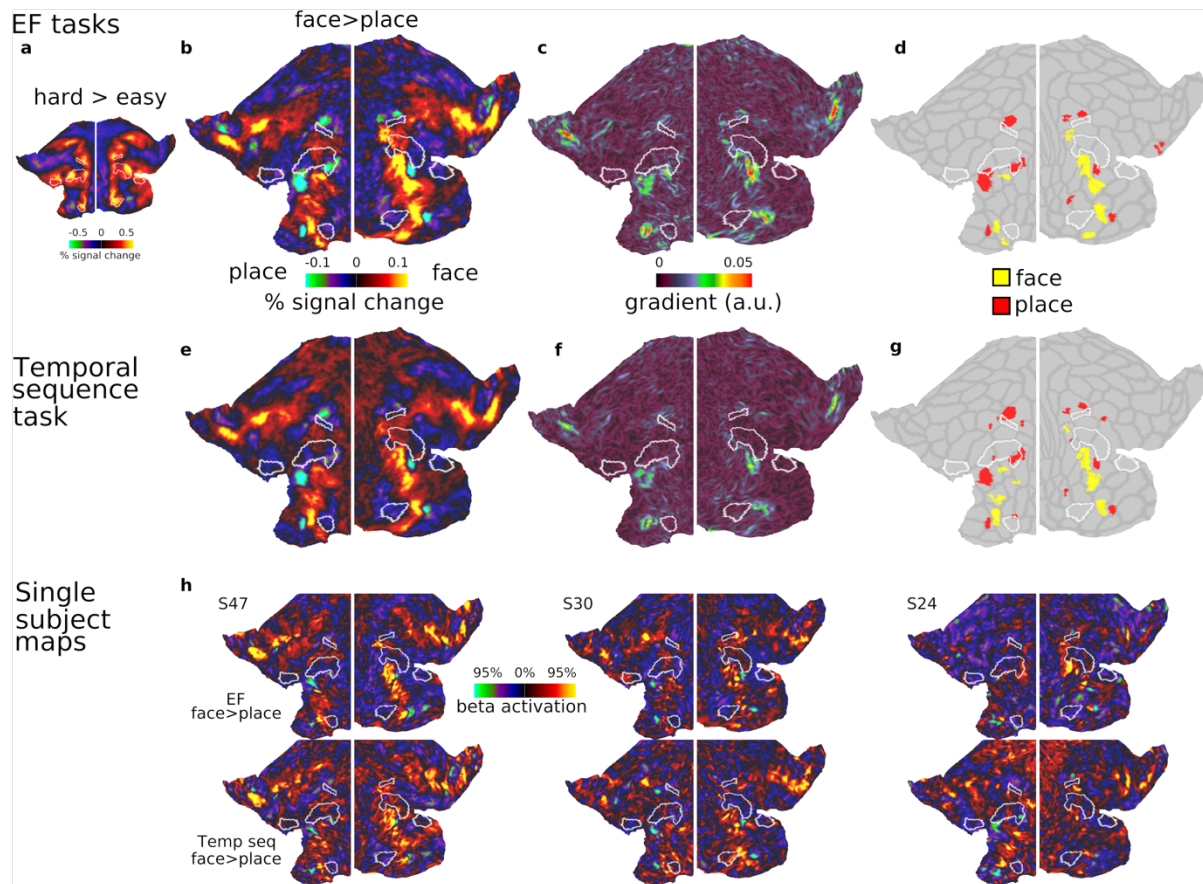 EF tasks
face>place
a
b
c
d
hard > easy
-0.5 0 0.5
% signal change
place
-0.1 0 0.1
face
% signal change
0 0.05
gradient (a.u.)
face
place
Temporal
sequence
task
e
f
g
Single
subject
maps
h
S47
S30
S24
EF
face>place
95% 0% 95%
beta activation
Temp seq
face>place